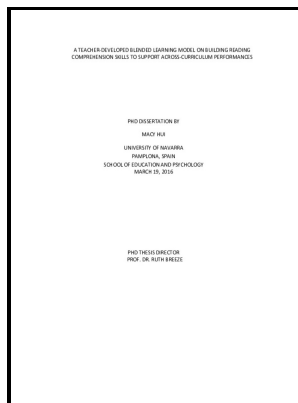 A TEACHER-DEVELOPED BLENDED LEARNING MODEL ON BUILDING READING
COMPREHENSION SKILLS TO SUPPORT ACROSS-CURRICULUM PERFORMANCES
PHD DISSERTATION BY
MACY HUI
UNIVERSITY OF NAVARRA
PAMPLONA, SPAIN
SCHOOL OF EDUCATION AND PSYCHOLOGY
MARCH 19, 2016
PHD THESIS DIRECTOR
PROF. DR. RUTH BREEZE